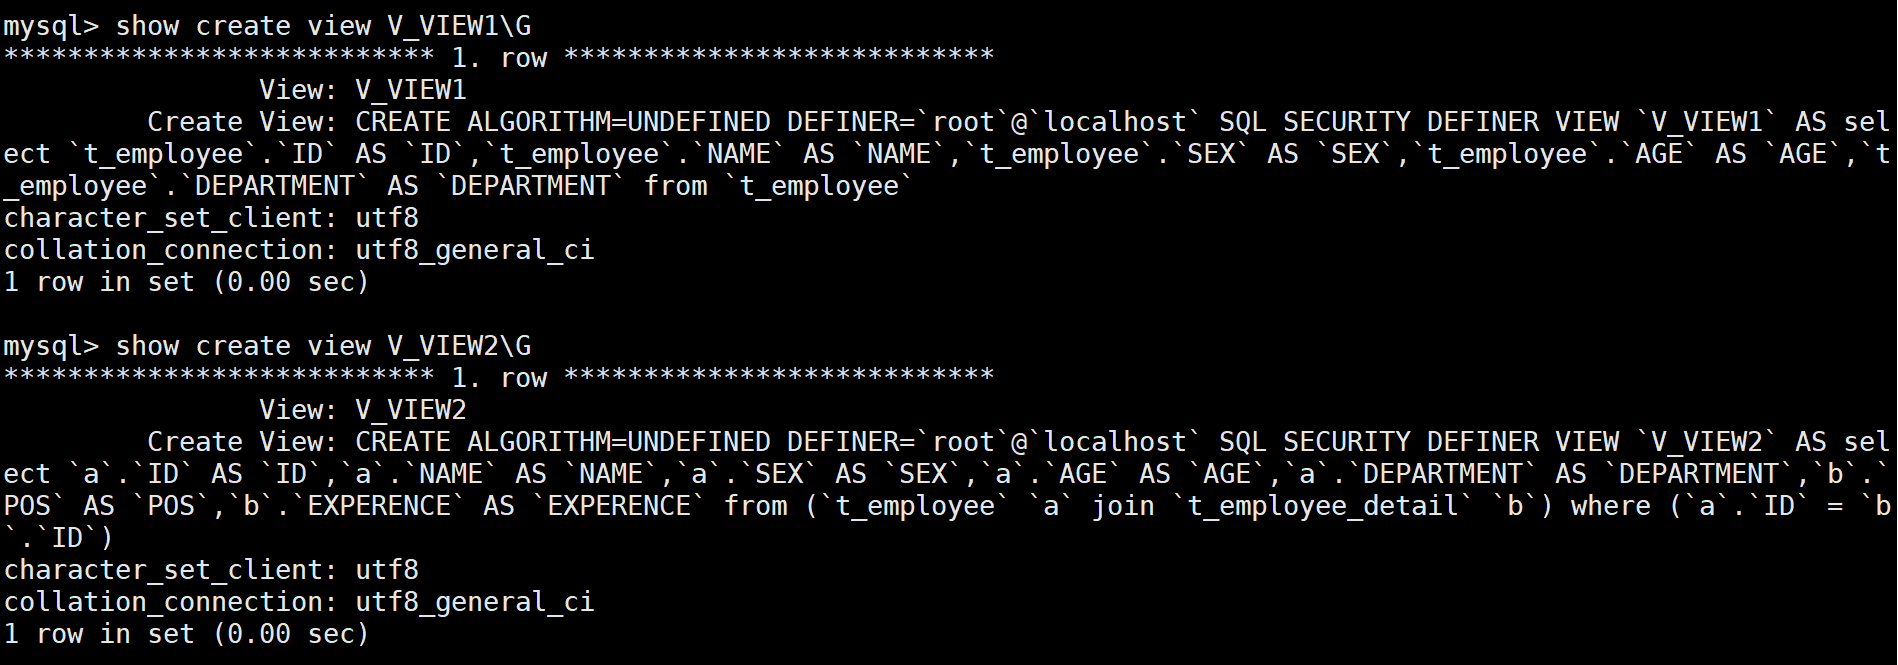 mysql> show create view V_VIEW1\G
*************************** 1. row ***************************
                View: V_VIEW1
         Create View: CREATE ALGORITHM=UNDEFINED DEFINER=`root`@`localhost` SQL SECURITY DEFINER VIEW `V_VIEW1` AS sel
ect `t_employee`.`ID` AS `ID`,`t_employee`.`NAME` AS `NAME`,`t_employee`.`SEX` AS `SEX`,`t_employee`.`AGE` AS `AGE`,`t
_employee`.`DEPARTMENT` AS `DEPARTMENT` from `t_employee`
character_set_client: utf8
collation_connection: utf8_general_ci
1 row in set (0.00 sec)

mysql> show create view V_VIEW2\G
*************************** 1. row ***************************
                View: V_VIEW2
         Create View: CREATE ALGORITHM=UNDEFINED DEFINER=`root`@`localhost` SQL SECURITY DEFINER VIEW `V_VIEW2` AS sel
ect `a`.`ID` AS `ID`,`a`.`NAME` AS `NAME`,`a`.`SEX` AS `SEX`,`a`.`AGE` AS `AGE`,`a`.`DEPARTMENT` AS `DEPARTMENT`,`b`.`
POS` AS `POS`,`b`.`EXPERENCE` AS `EXPERENCE` from (`t_employee` `a` join `t_employee_detail` `b`) where (`a`.`ID` = `b
`.`ID`)
character_set_client: utf8
collation_connection: utf8_general_ci
1 row in set (0.00 sec)